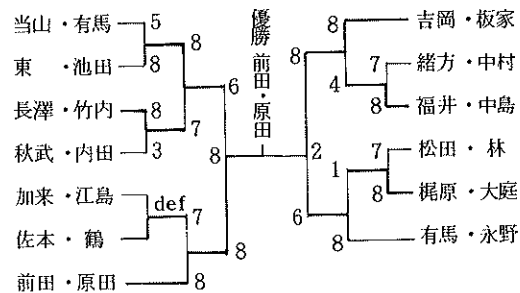 当山・有馬 5
8
東・池田 8
長澤・竹内 8
7
秋武・内田 3
6
加来・江島 def
7
佐本・鶴
8
前田・原田 8
8
優勝 前田・原田
2
吉岡・板家 8
8
緒方・中村 7
4
福井・中島 8
松田・林 7
1
梶原・大庭 8
6
有馬・永野 8